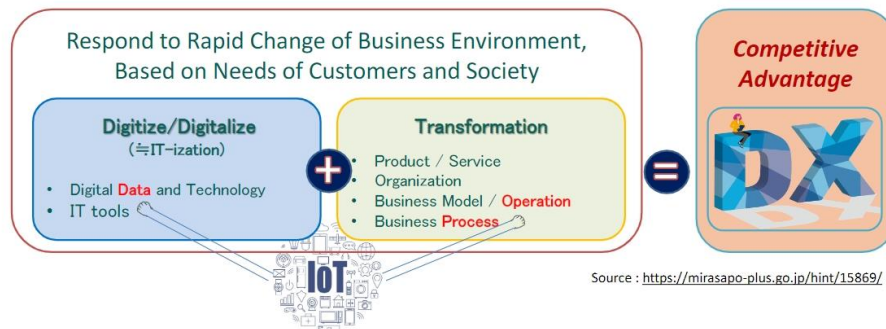 Respond to Rapid Change of Business Environment,
Based on Needs of Customers and Society
Digitize/Digitalize
(≒IT-ization)
• Digital Data and Technology
• IT tools
+
Transformation
• Product / Service
• Organization
• Business Model / Operation
• Business Process
=
Competitive
Advantage
DX
IoT
Source : https://mirasapo-plus.go.jp/hint/15869/